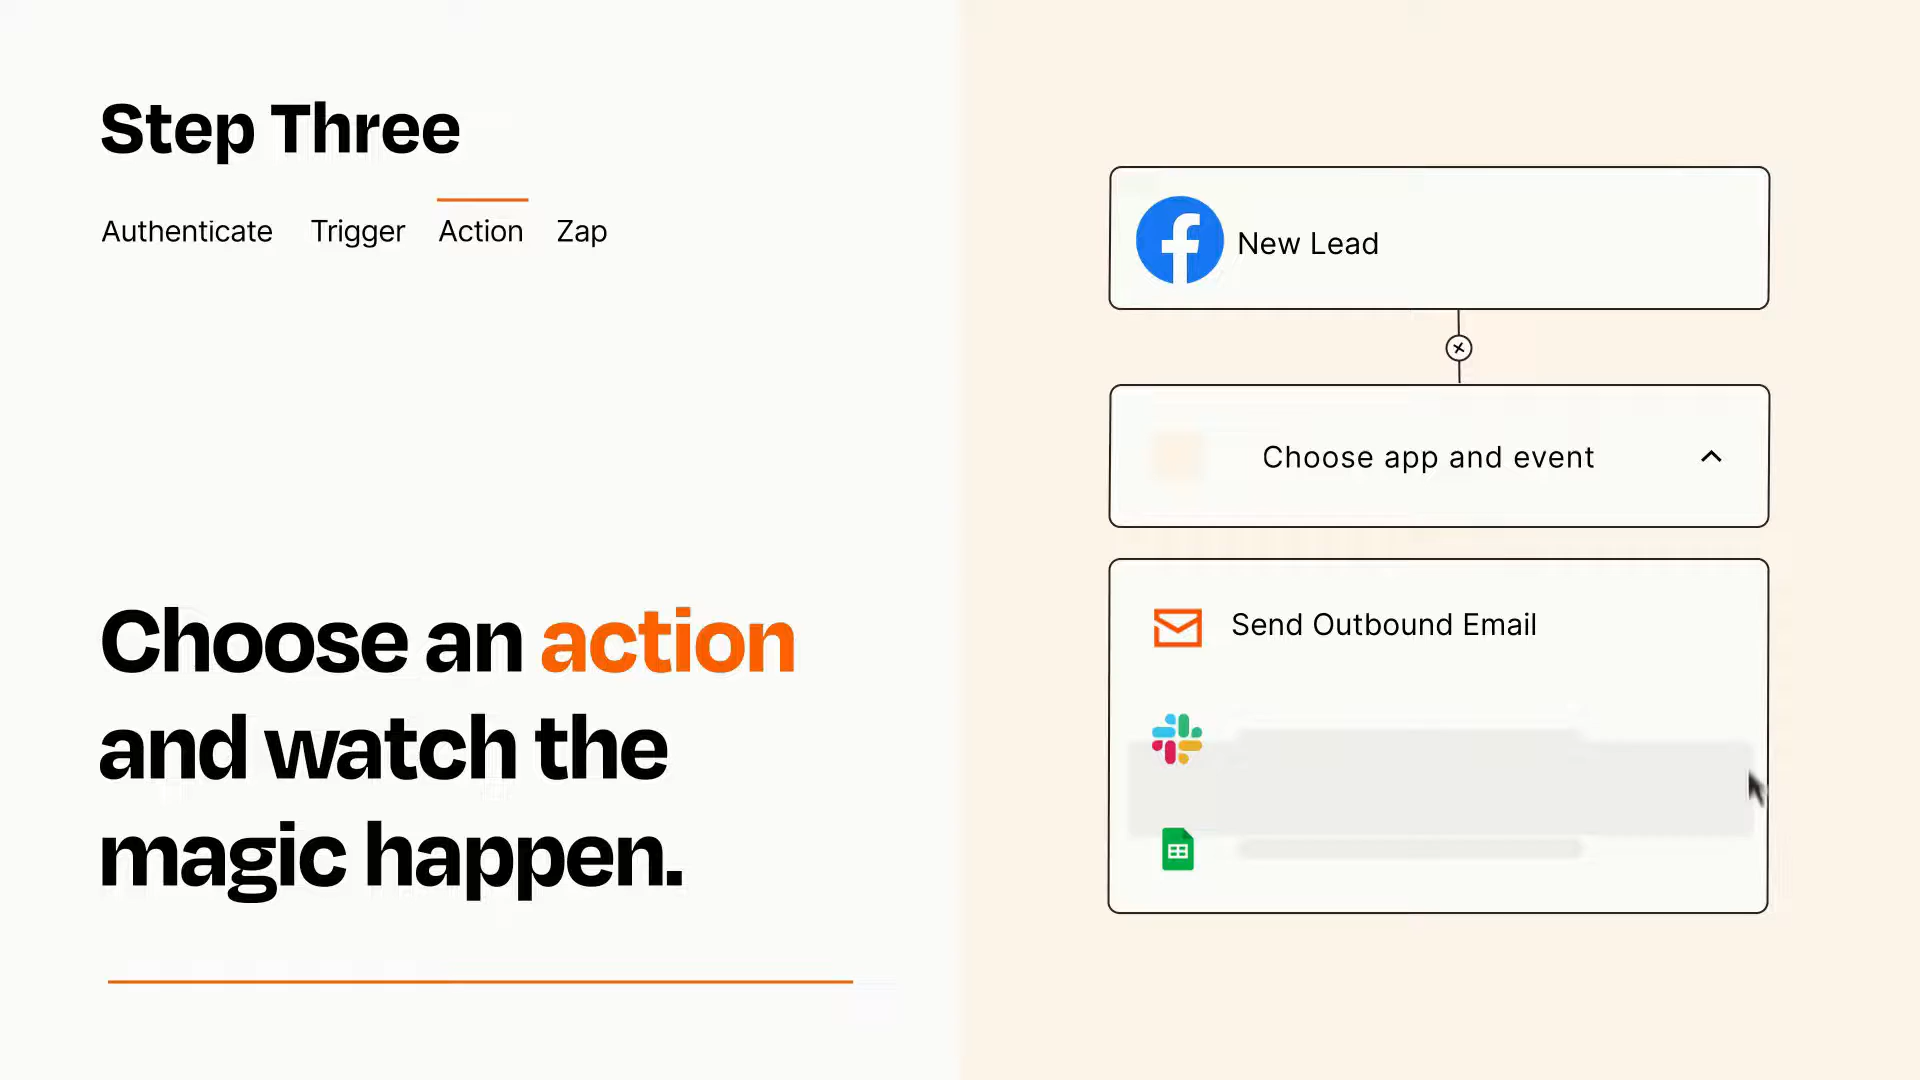 Step Three
Authenticate Trigger Action Zap
Choose an action
and watch the
magic happen.
New Lead
Choose app and event
Send Outbound Email